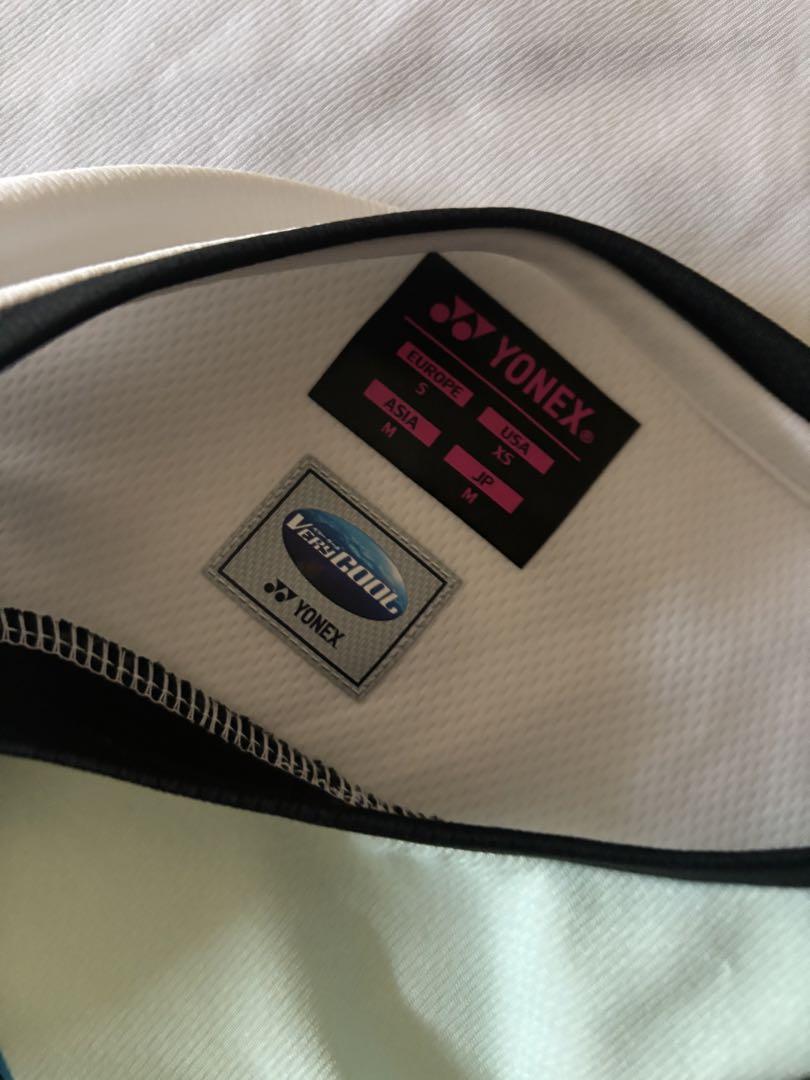 YONEX®
EUROPE
S
USA
XS
ASIA
M
JP
M
VERYCOOL
YONEX